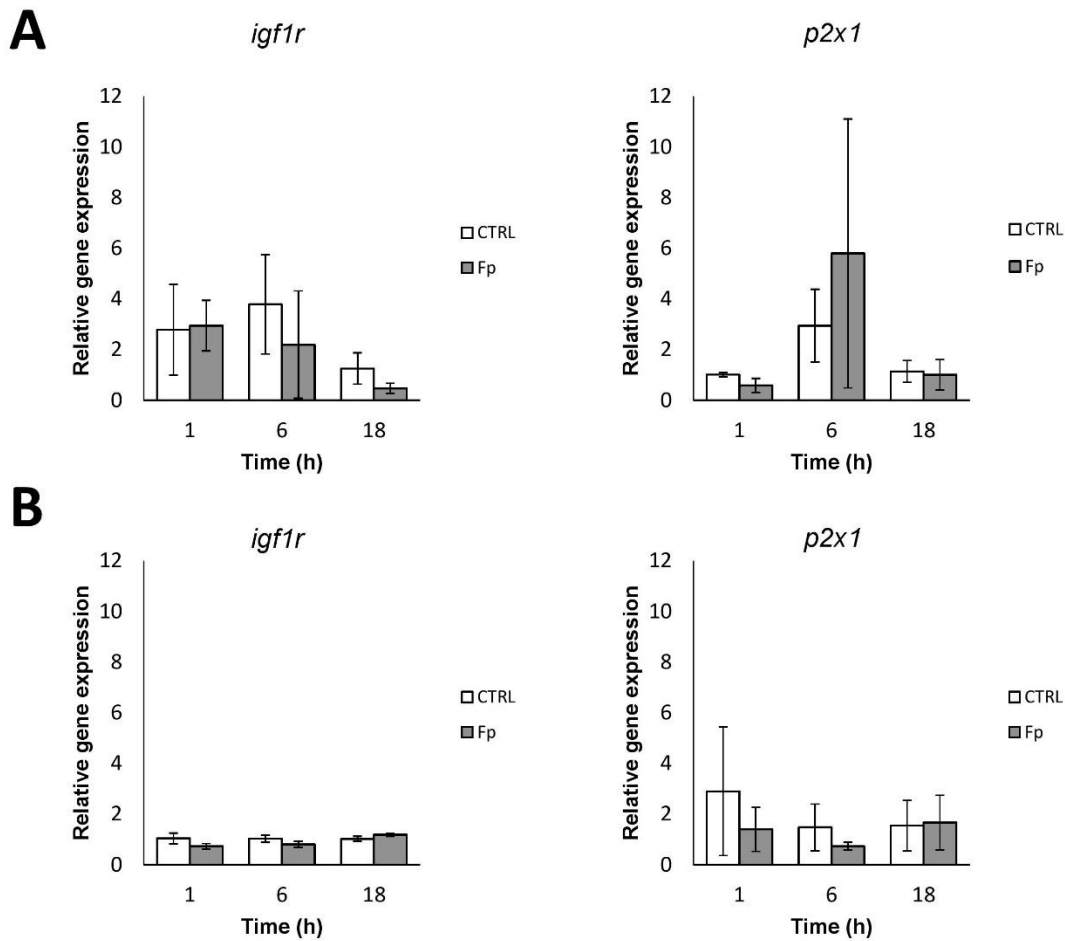 A
igf1r
Relative gene expression
12
10
8
6
4
2
0
1 6 18
Time (h)
CTRL
Fp
p2x1
Relative gene expression
12
10
8
6
4
2
0
1 6 18
Time (h)
CTRL
Fp
B
igf1r
Relative gene expression
12
10
8
6
4
2
0
1 6 18
Time (h)
CTRL
Fp
p2x1
Relative gene expression
12
10
8
6
4
2
0
1 6 18
Time (h)
CTRL
Fp